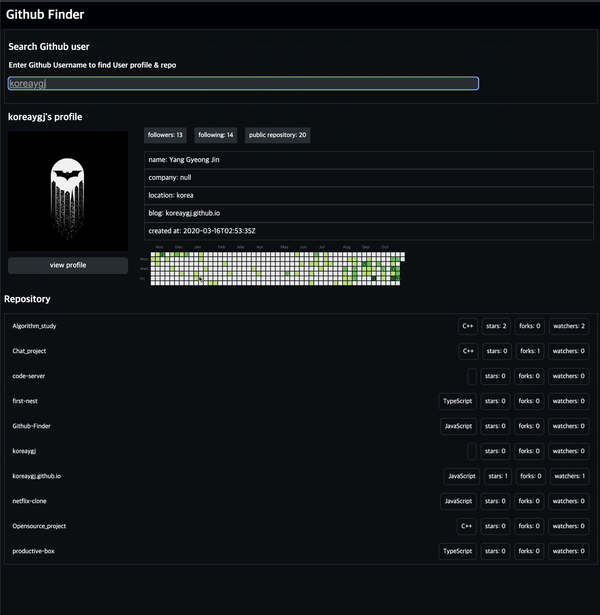 Github Finder
Search Github user
Enter Github Username to find User profile & repo
koreaygj
koreaygj's profile
followers: 13 following: 14 public repository: 20
name: Yang Gyeong Jin
company: null
location: korea
blog: koreaygj.github.io
created at: 2020-03-16T02:53:35Z
view profile
Nov Dec Jan Feb Mar Apr May Jun Jul Aug Sep Oct
Repository
Algorithm_study C++ stars: 2 forks: 0 watchers: 2
Chat_project C++ stars: 0 forks: 1 watchers: 0
code-server stars: 0 forks: 0 watchers: 0
first-nest TypeScript stars: 0 forks: 0 watchers: 0
Github-Finder JavaScript stars: 0 forks: 0 watchers: 0
koreaygj stars: 0 forks: 0 watchers: 0
koreaygj.github.io JavaScript stars: 1 forks: 0 watchers: 1
netflix-clone JavaScript stars: 0 forks: 0 watchers: 0
Opensource_project C++ stars: 0 forks: 0 watchers: 0
productive-box TypeScript stars: 0 forks: 0 watchers: 0